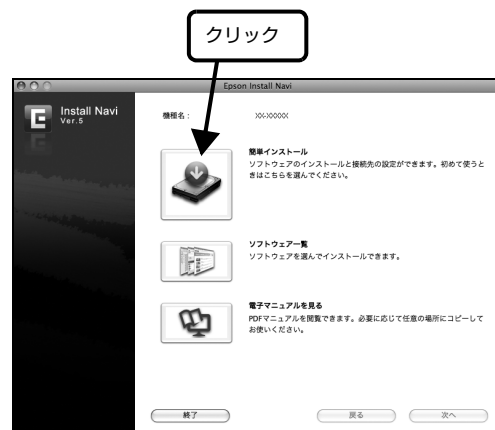 クリック
Epson Install Navi
Install Navi
Ver.5
機種名：
XX-XXXXX
簡単インストール
ソフトウェアのインストールと接続先の設定ができます。初めて使うと
きはこちらを選んでください。
ソフトウェア一覧
ソフトウェアを選んでインストールできます。
電子マニュアルを見る
PDFマニュアルを閲覧できます。必要に応じて任意の場所にコピーして
お使いください。
終了
戻る
次へ